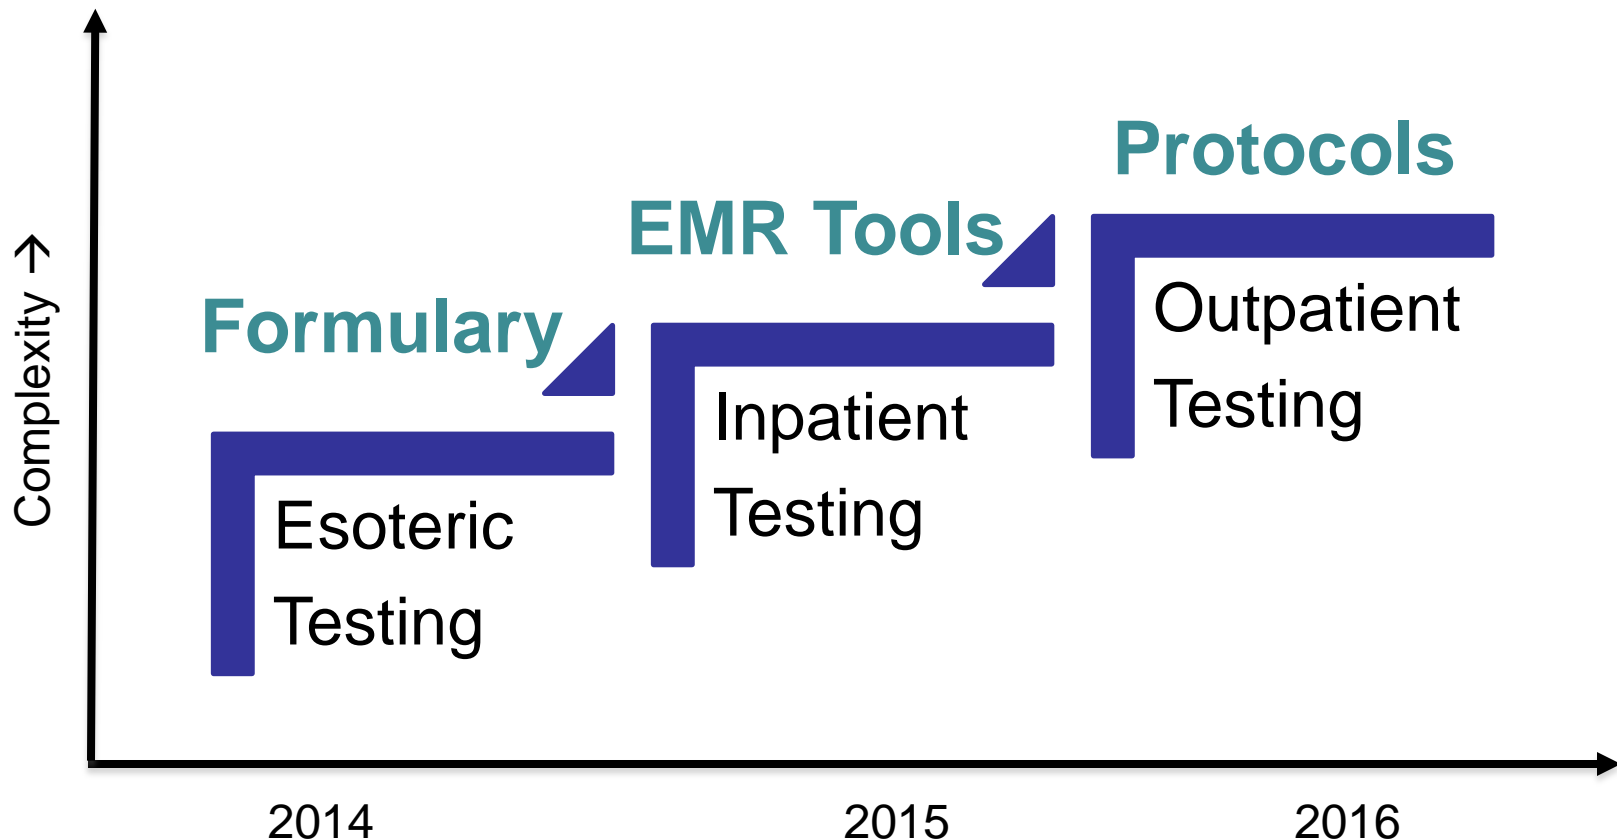 Complexity →
Formulary
Esoteric
Testing
EMR Tools
Inpatient
Testing
Protocols
Outpatient
Testing
2014
2015
2016